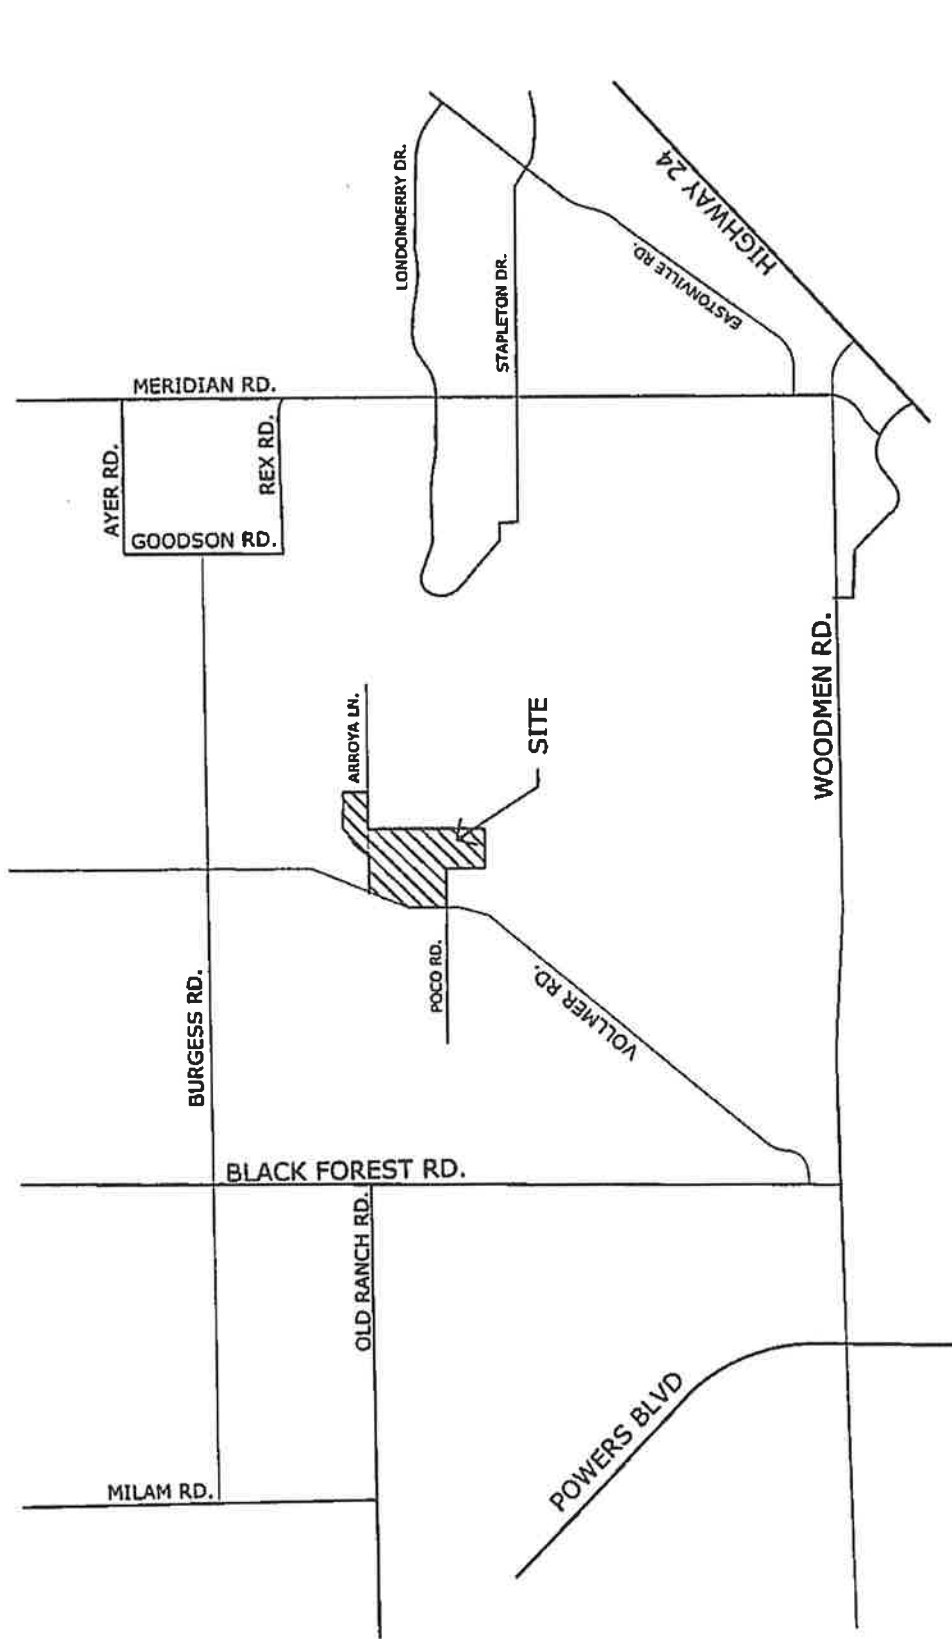 LONDONDERRY DR.
HIGHWAY 24
STAPLETON DR.
EASTONVILLE RD.
MERIDIAN RD.
AYER RD.
REX RD.
GOODSON RD.
ARROYA LN.
SITE
WOODMEN RD.
POCO RD.
VOLLMER RD.
BURGESS RD.
BLACK FOREST RD.
OLD RANCH RD.
POWERS BLVD
MILAM RD.